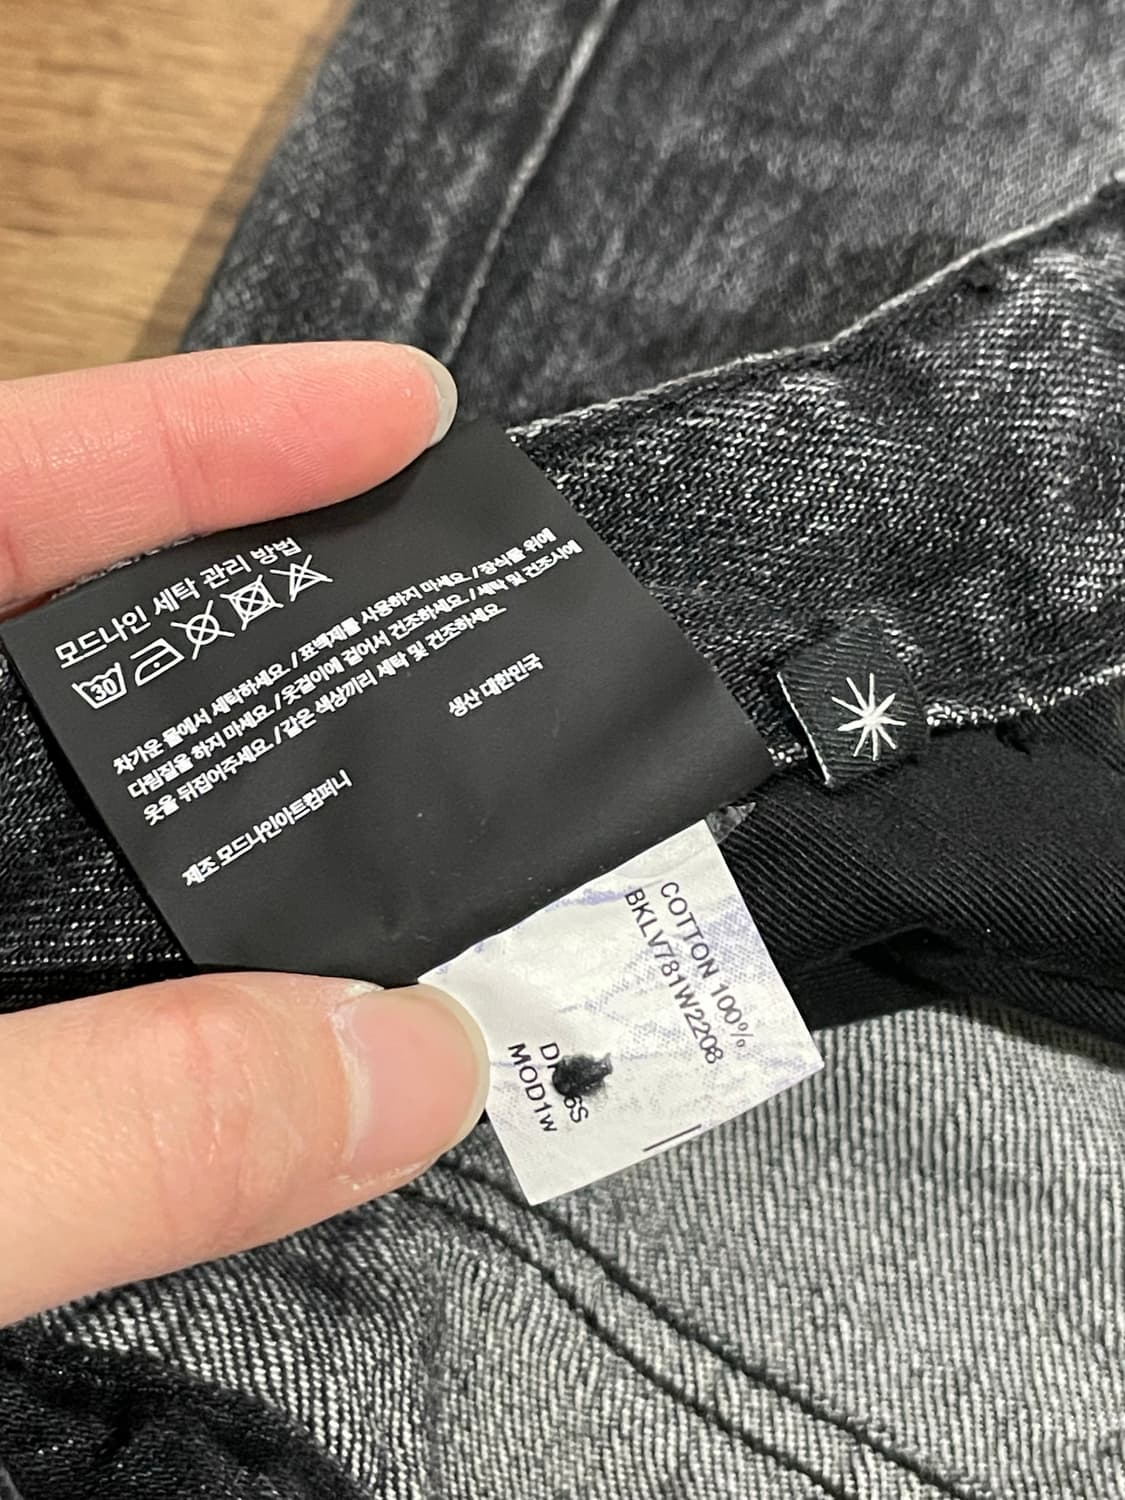 모드나인 세탁 관리 방법
30
차가운 물에서 세탁하세요. / 표백제를 사용하지 마세요. / 장식률 위에
다림질을 하지 마세요. / 옷걸이에 걸어서 건조하세요. / 세탁 및 건조시에
옷을 뒤집어주세요. / 같은 색상끼리 세탁 및 건조하세요.
생산 대한민국
제조 모드나인아트컴퍼니
COTTON 100%
BKLV781W2208
6S
MOD1w